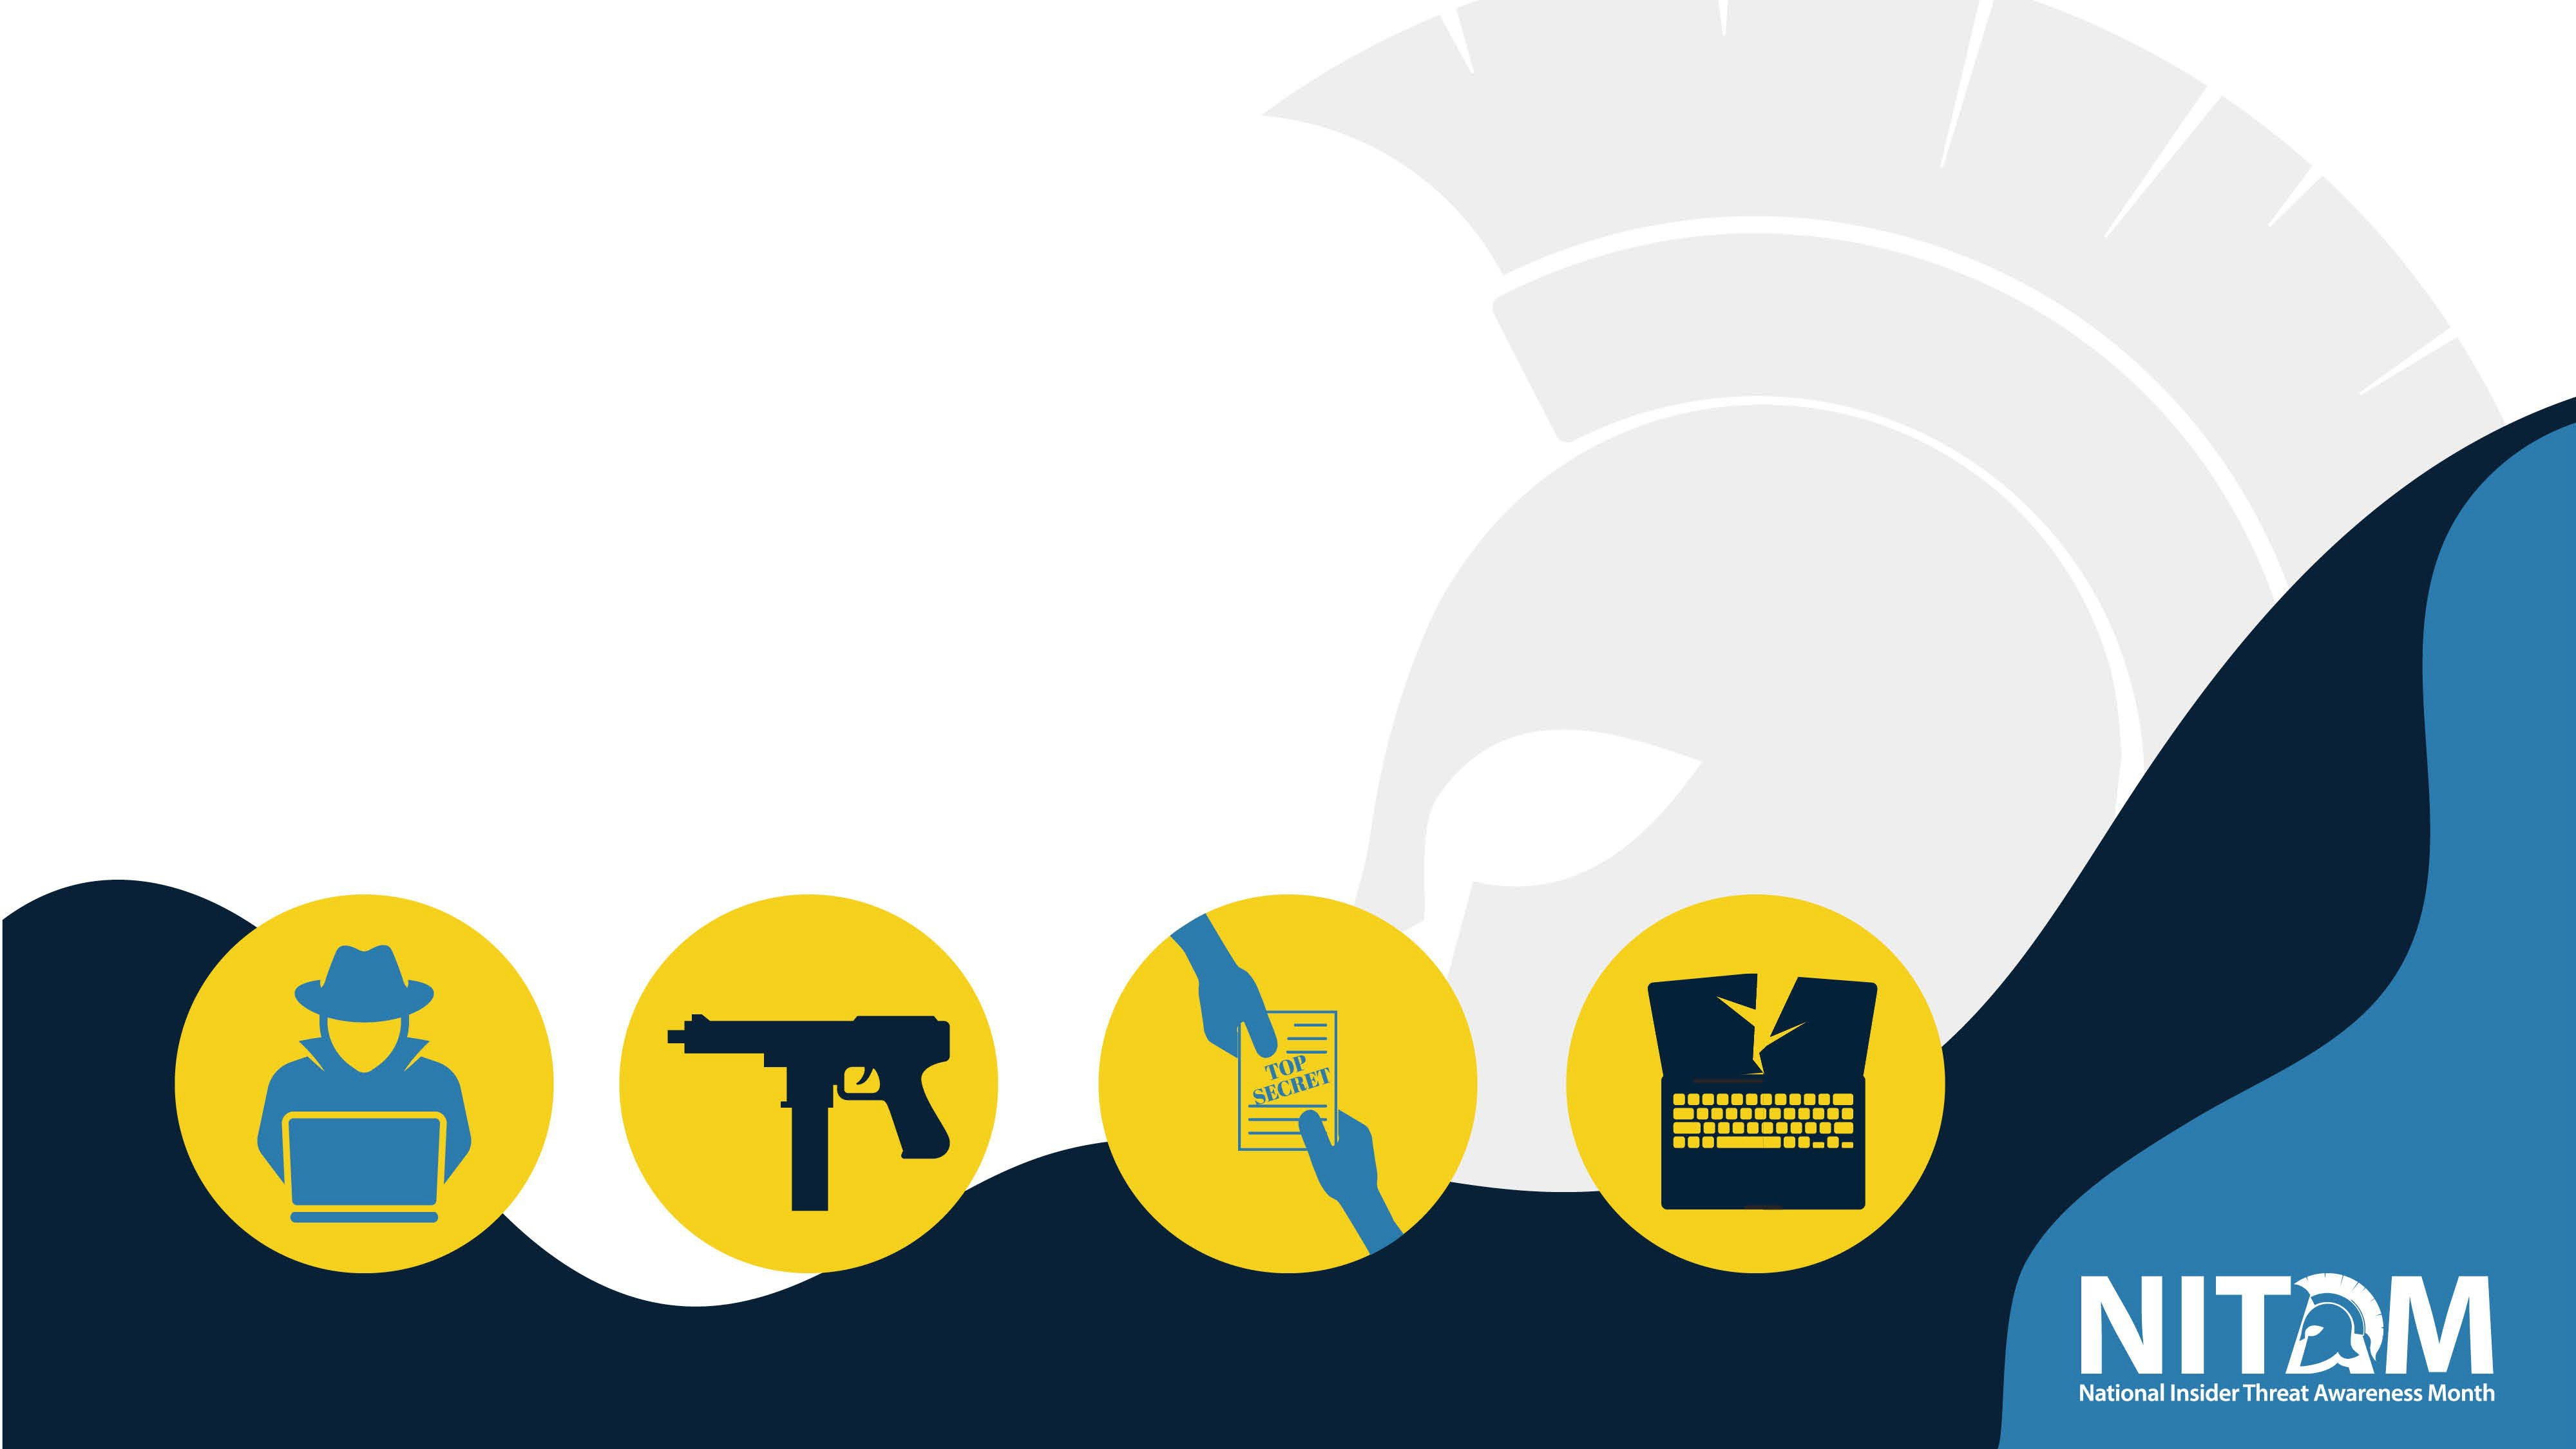 TOP
SECRET
NITAM
National Insider Threat Awareness Month